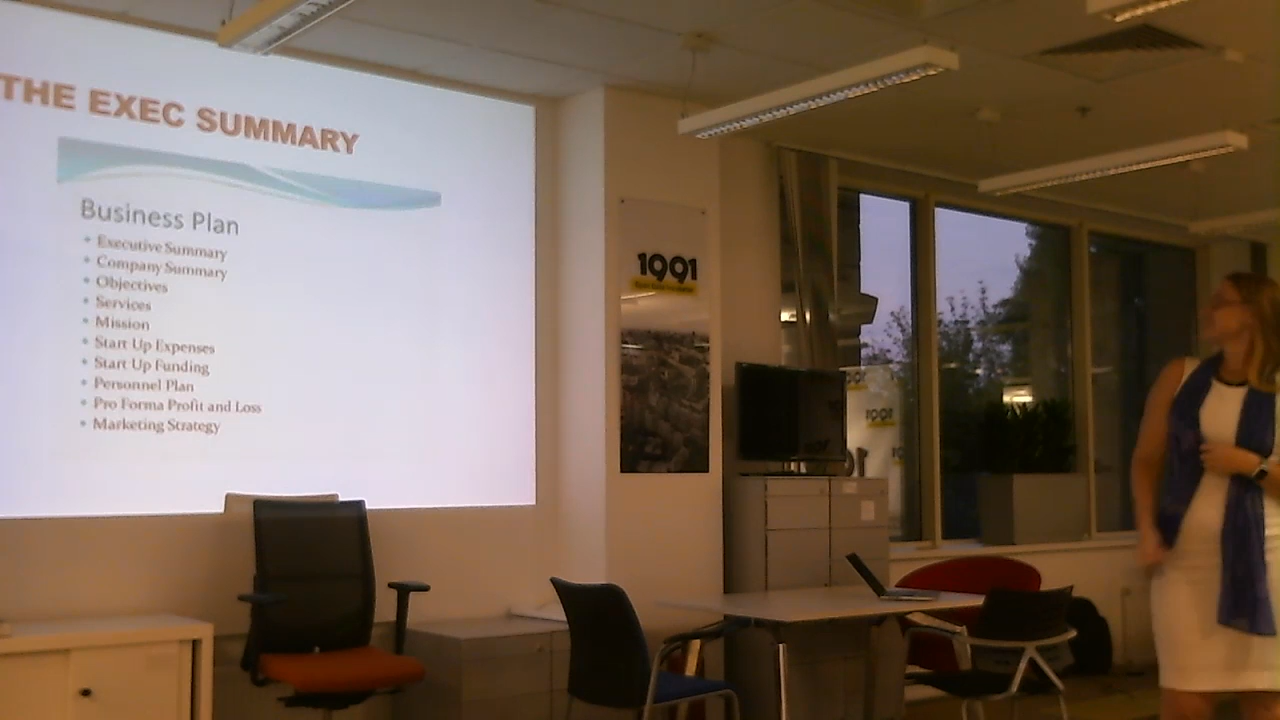 THE EXEC SUMMARY
Business Plan
Executive Summary
Company Summary
Objectives
Services
Mission
Start Up Expenses
Start Up Funding
Personnel Plan
Pro Forma Profit and Loss
Marketing Strategy
1991
1991